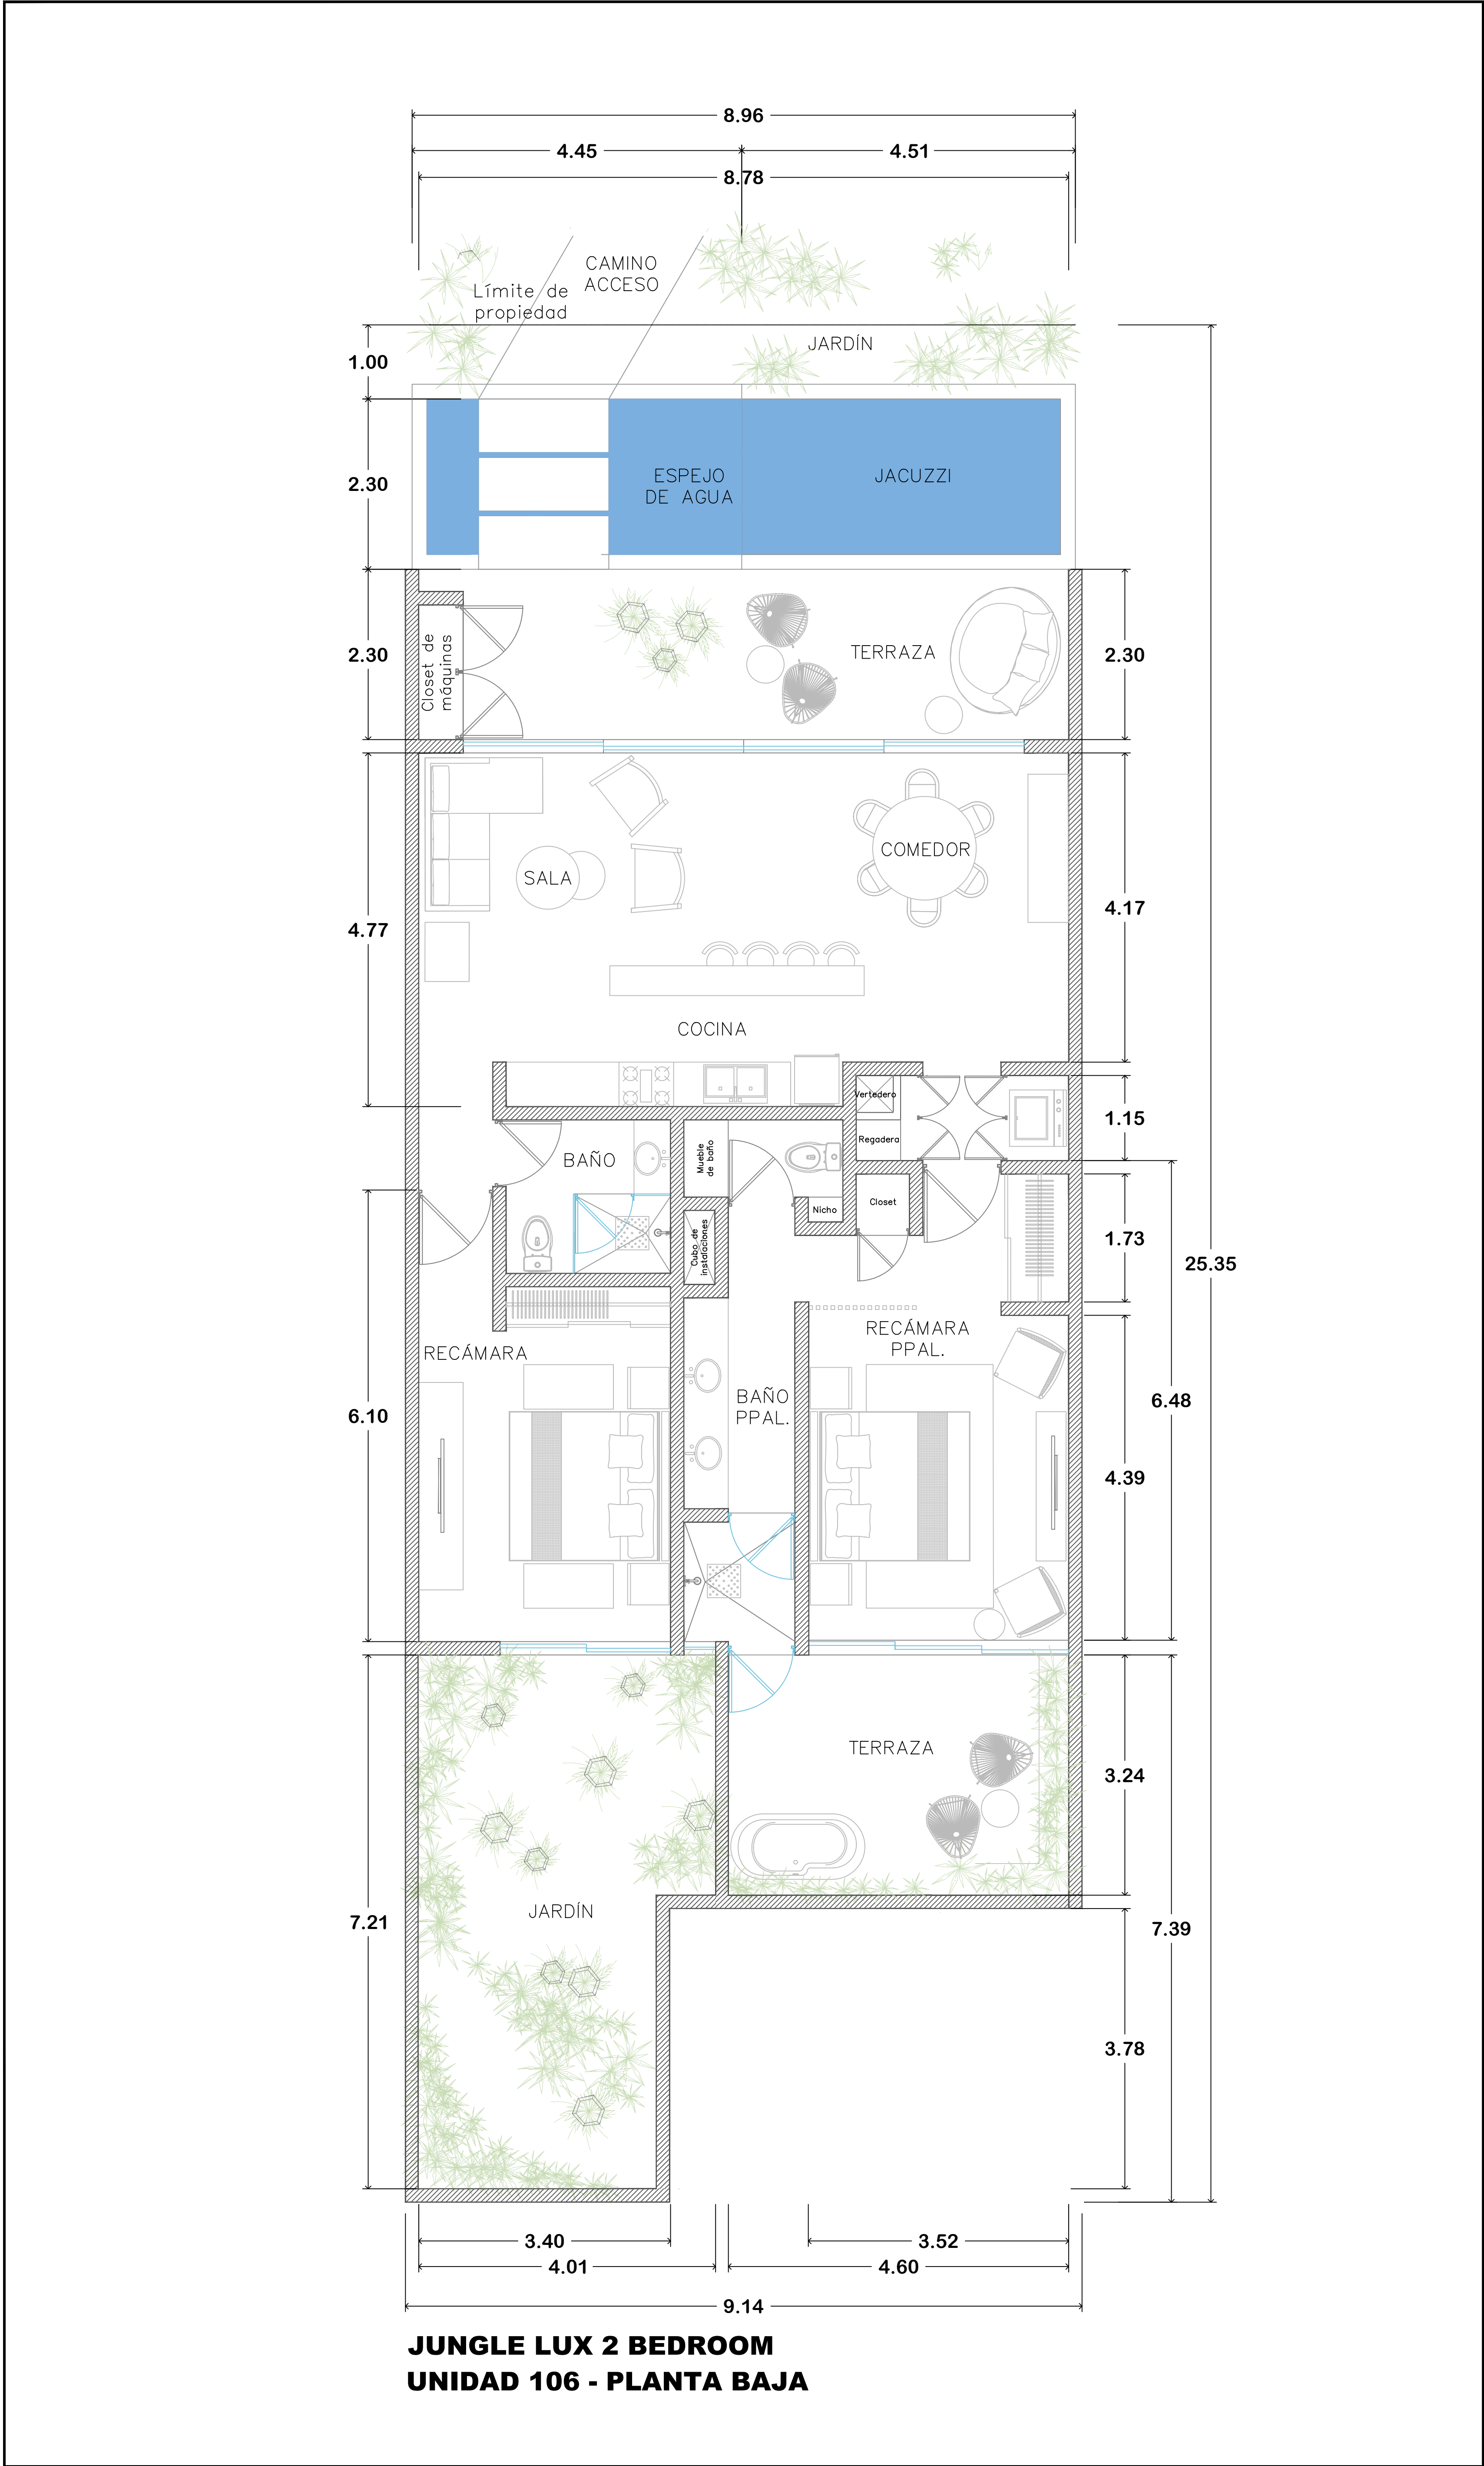 8.96
4.45
4.51
8.78
CAMINO
ACCESO
Límite de
propiedad
JARDÍN
1.00
2.30
ESPEJO
DE AGUA
JACUZZI
2.30
Closet de
máquinas
TERRAZA
2.30
SALA
COMEDOR
4.77
4.17
COCINA
Vertedero
Regadera
1.15
BAÑO
Mueble
de baño
Nicho
Closet
Cubo de
instalaciones
1.73
25.35
RECÁMARA
RECÁMARA
PPAL.
BAÑO
PPAL.
6.10
6.48
4.39
TERRAZA
3.24
JARDÍN
7.21
7.39
3.78
3.40
3.52
4.01
4.60
9.14
JUNGLE LUX 2 BEDROOM
UNIDAD 106 - PLANTA BAJA